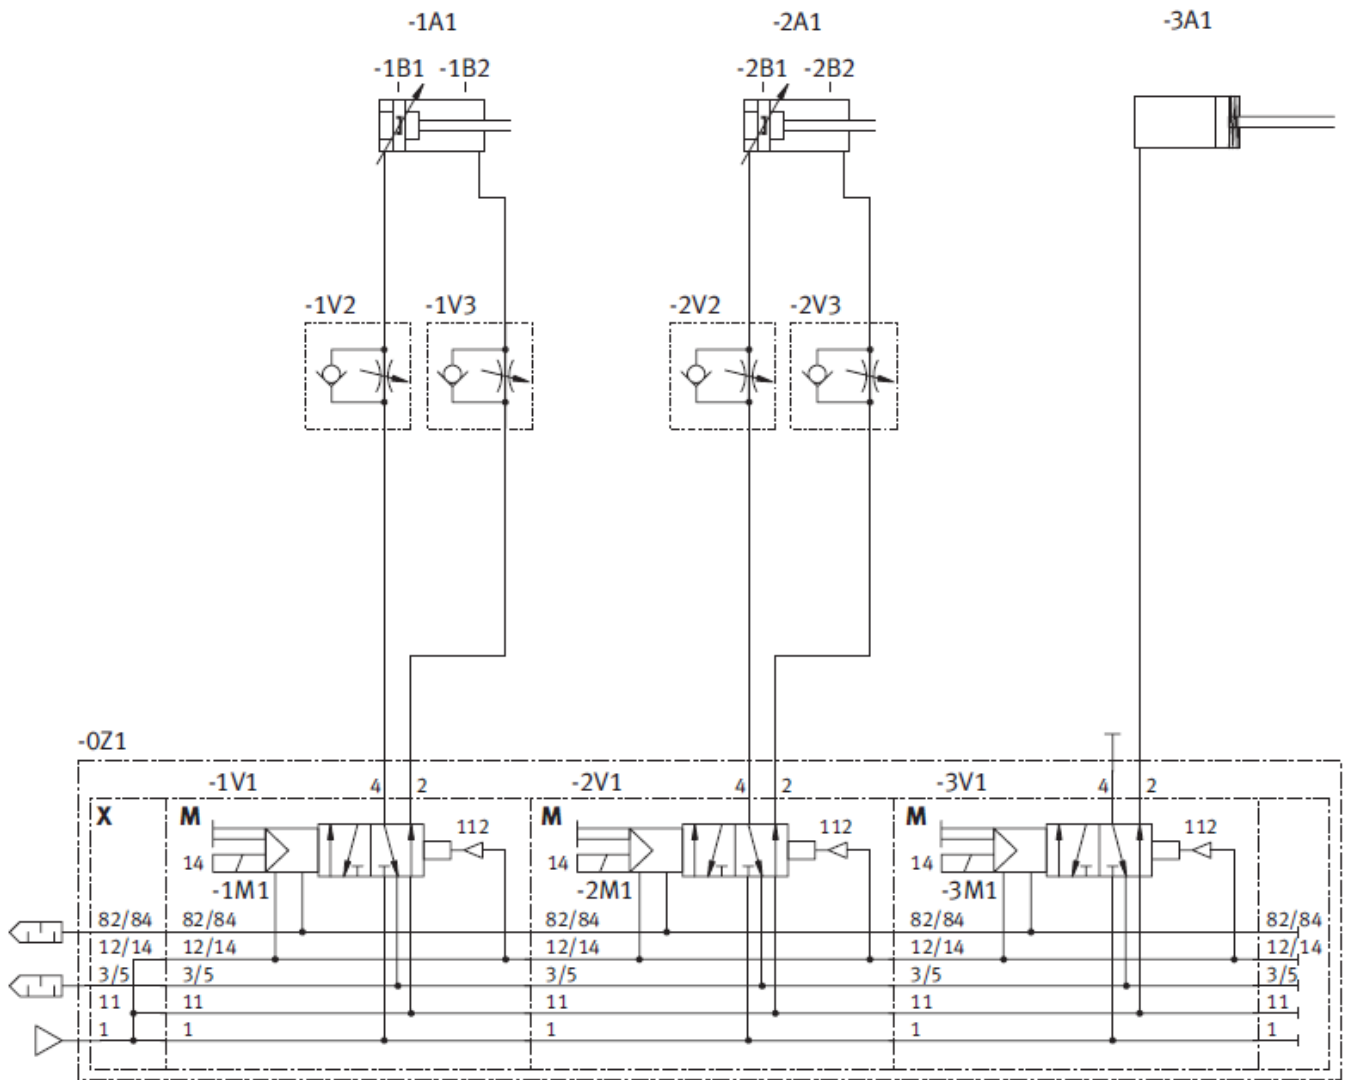 -1A1
-2A1
-3A1
-1B1 -1B2
-2B1 -2B2
-1V2 -1V3
-2V2 -2V3
-0Z1
-1V1 4 2
-2V1 4 2
-3V1 4 2
X M M M
112 112 112
14 14 14
-1M1 -2M1 -3M1
82/84 82/84 82/84 82/84 82/84
12/14 12/14 12/14 12/14 12/14
3/5 3/5 3/5 3/5 3/5
11 11 11 11 11
1 1 1 1 1